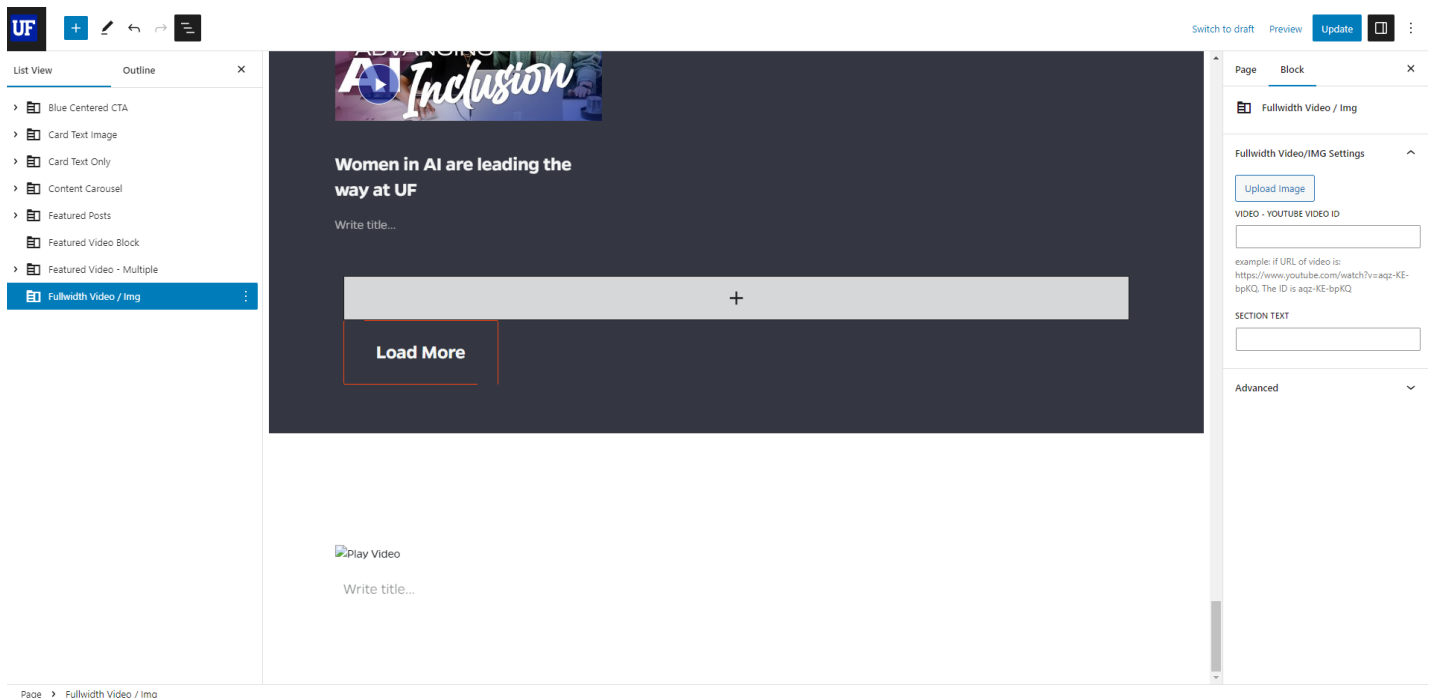 UF
Switch to draft
Preview
Update
List View
Outline
Blue Centered CTA
Card Text Image
Card Text Only
Content Carousel
Featured Posts
Featured Video Block
Featured Video - Multiple
Fullwidth Video / Img
ADVANCING
AI Inclusion
Women in AI are leading the
way at UF
Write title...
Load More
Play Video
Write title...
Page
Block
Fullwidth Video / Img
Fullwidth Video/IMG Settings
Upload Image
VIDEO - YOUTUBE VIDEO ID
example: if URL of video is:
https://www.youtube.com/watch?v=aqz-KE-
bpKQ, The ID is aqz-KE-bpKQ
SECTION TEXT
Advanced
Page > Fullwidth Video / Img